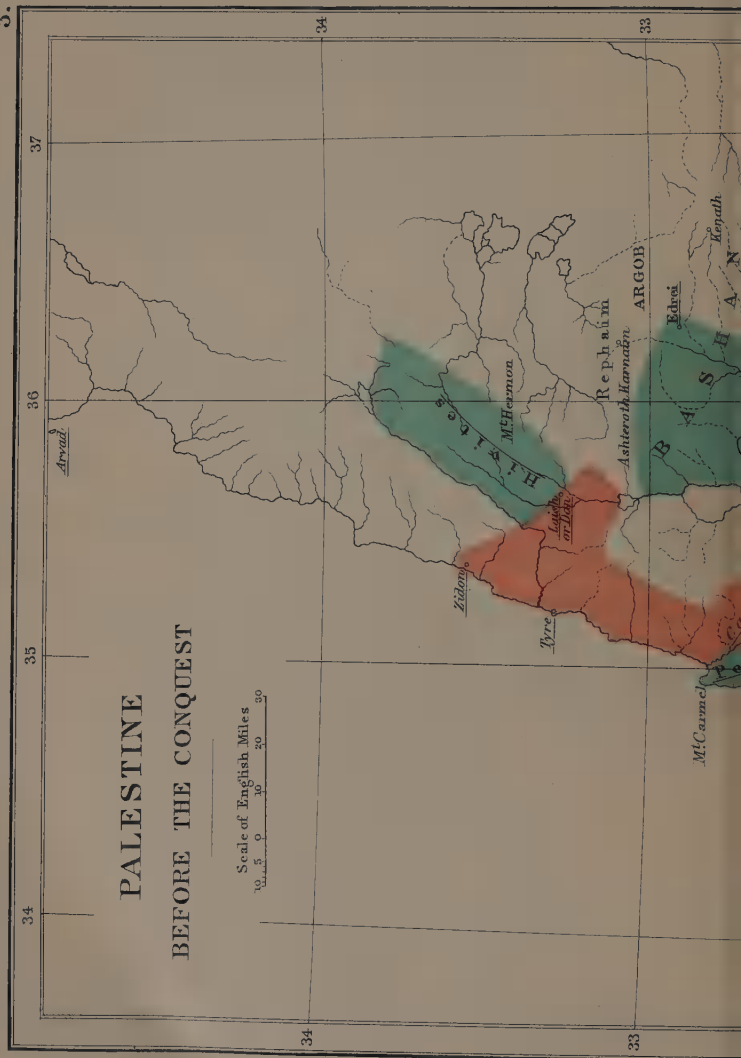 3.
34
33
37
36
35
34
34
33
PALESTINE
BEFORE THE CONQUEST
Scale of English Miles
10 5 0 10 20 30
Arvad
Zidon
Tyre
Hivites
Mt. Hermon
Laish
or Dan
Rephaim
Ashteroth Karnaim
ARGOB
Edrei
Kenath
BASHAN
Mt. Carmel